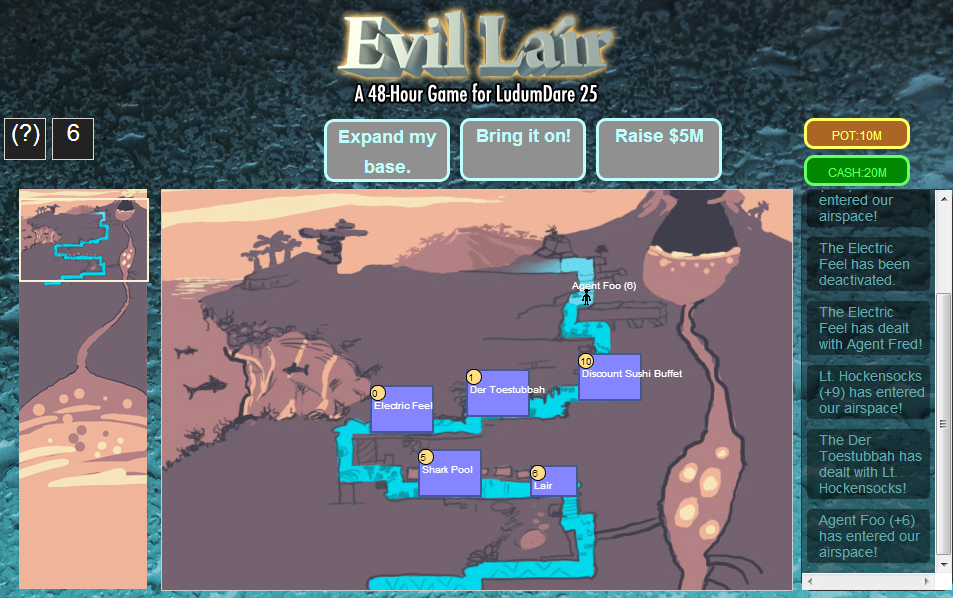 Evil Lair
A 48-Hour Game for LudumDare 25
(?)
6
Expand my
base.
Bring it on!
Raise $5M
POT:10M
CASH:20M
Agent Foo (6)
10
Discount Sushi Buffet
1
Der Toestubbah
0
Electric Feel
5
Shark Pool
6
Lair
entered our
airspace!
The Electric
Feel has been
deactivated.
The Electric
Feel has dealt
with Agent Fred!
Lt. Hockensocks
(+9) has entered
our airspace!
The Der
Toestubbah has
dealt with Lt.
Hockensocks!
Agent Foo (+6)
has entered our
airspace!